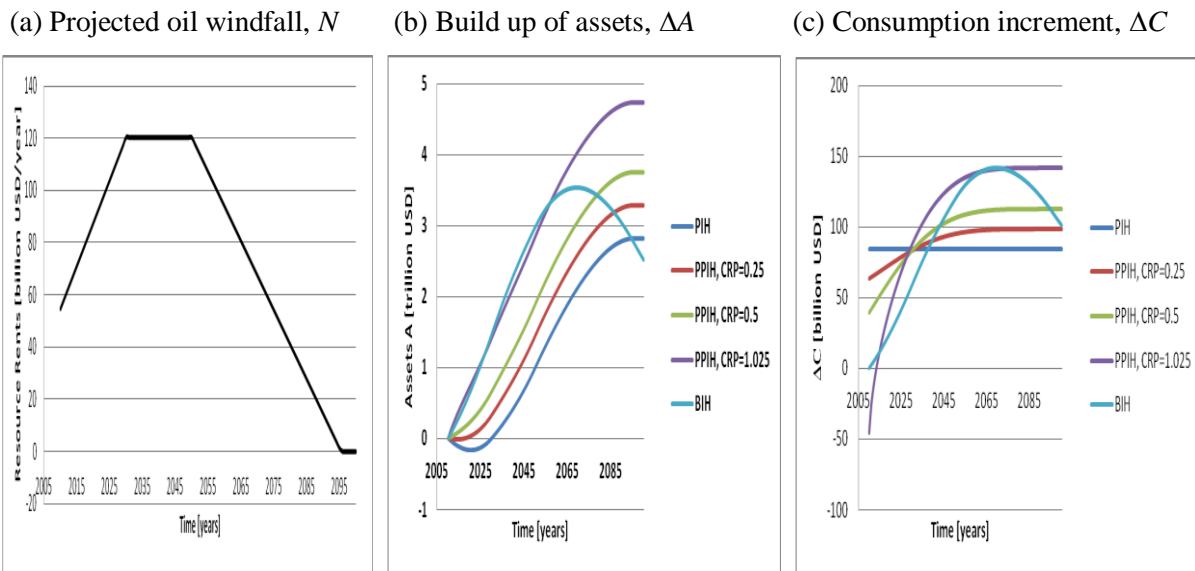 (a) Projected oil windfall, N
(b) Build up of assets, ΔA
(c) Consumption increment, ΔC
Resource Rents [billion USD/year]
140
120
100
80
60
40
20
0
-20
2005 2015 2025 2035 2045 2055 2065 2075 2085 2095
Time [years]
Assets A [trillion USD]
5
4
3
2
1
0
-1
2005 2025 2045 2065 2085
Time [years]
PIH
PPIH, CRP=0.25
PPIH, CRP=0.5
PPIH, CRP=1.025
BIH
ΔC [billion USD]
200
150
100
50
0
-50
-100
2005 2025 2045 2065 2085
Time [years]
PIH
PPIH, CRP=0.25
PPIH, CRP=0.5
PPIH, CRP=1.025
BIH